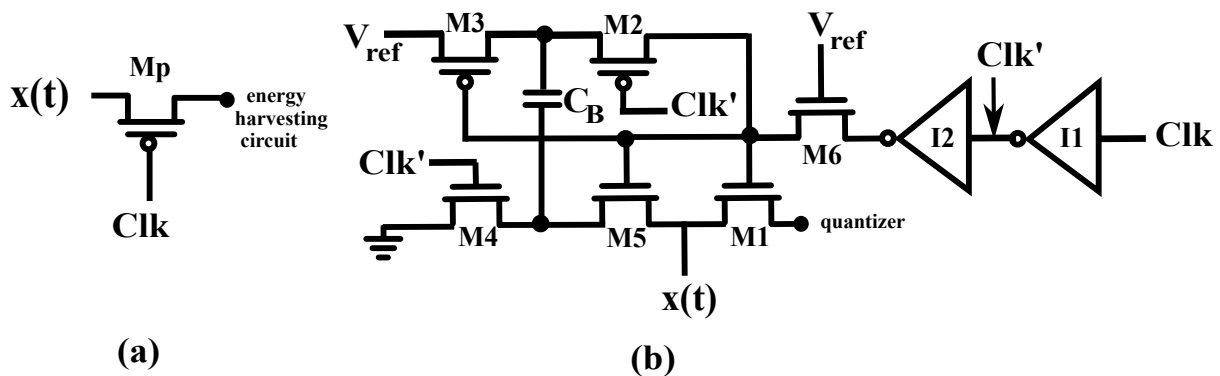 x(t)
Mp
energy
harvesting
circuit
Clk
(a)
Vref
M3
M2
CB
Clk'
Vref
M6
I2
Clk'
I1
Clk
Clk'
M4
M5
M1
quantizer
x(t)
(b)